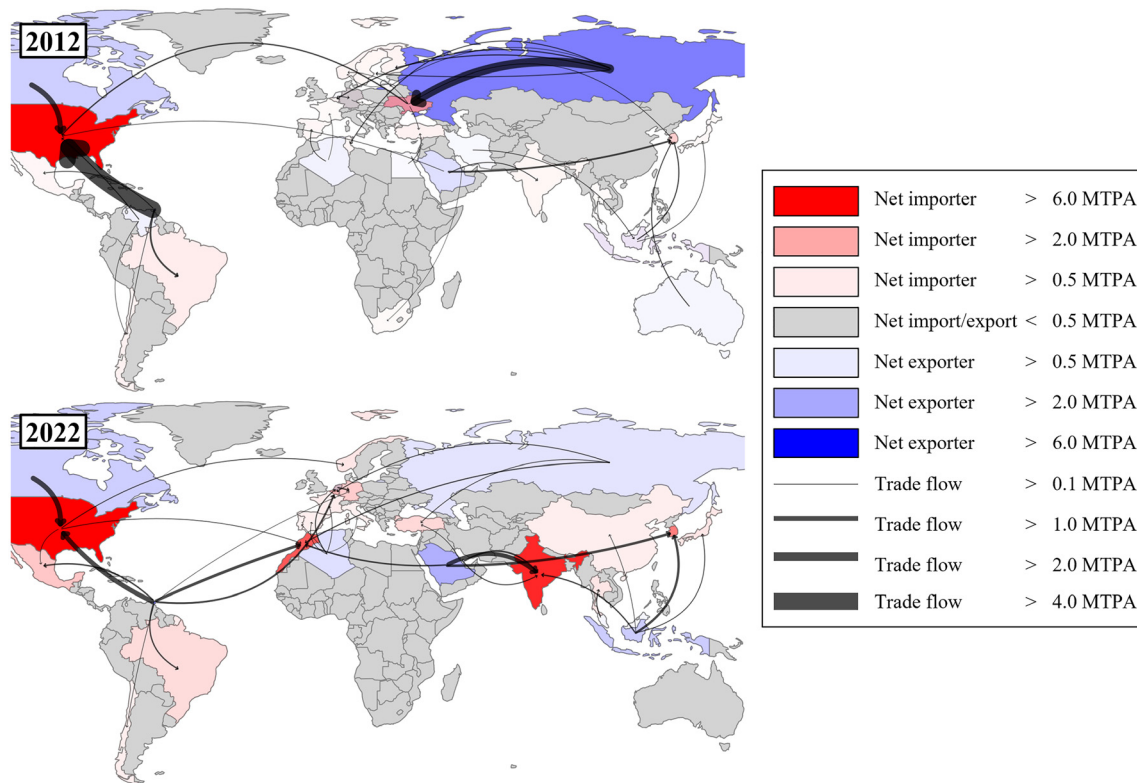 2012
2022
Net importer > 6.0 MTPA
Net importer > 2.0 MTPA
Net importer > 0.5 MTPA
Net import/export < 0.5 MTPA
Net exporter > 0.5 MTPA
Net exporter > 2.0 MTPA
Net exporter > 6.0 MTPA
Trade flow > 0.1 MTPA
Trade flow > 1.0 MTPA
Trade flow > 2.0 MTPA
Trade flow > 4.0 MTPA